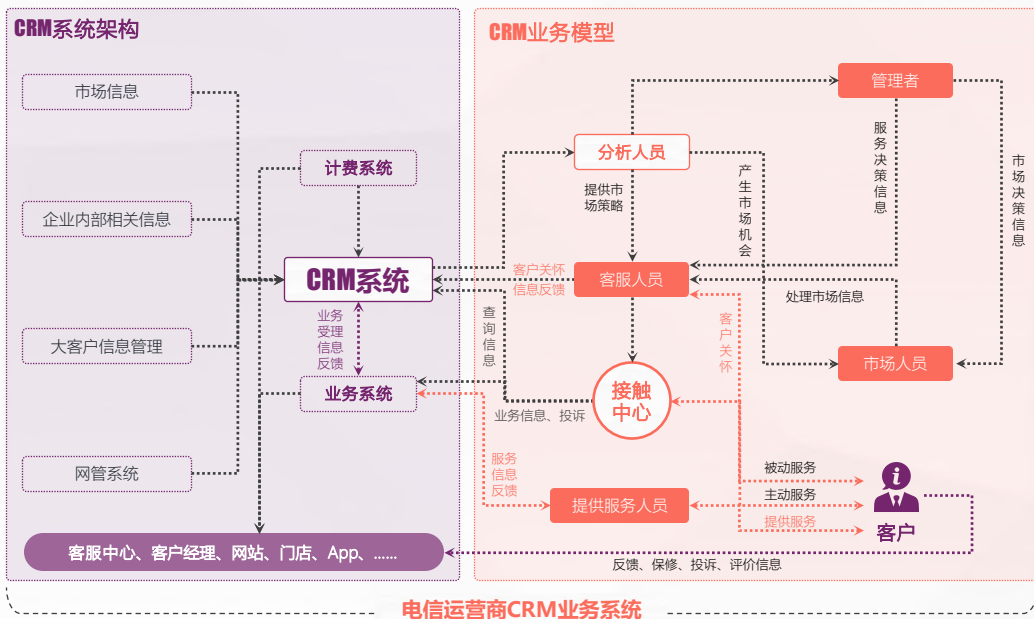 CRM系统架构
市场信息
企业内部相关信息
大客户信息管理
网管系统
计费系统
CRM系统
业务
受理
信息
反馈
业务系统
客服中心、客户经理、网站、门店、App、……
CRM业务模型
管理者
分析人员
提供市
场策略
产生市场机会
服务决策信息
市场决策信息
客户关怀
信息反馈
客服人员
处理市场信息
查询信息
客户关怀
市场人员
接触
中心
业务信息、投诉
服务
信息
反馈
提供服务人员
被动服务
主动服务
提供服务
i
客户
反馈、保修、投诉、评价信息
电信运营商CRM业务系统